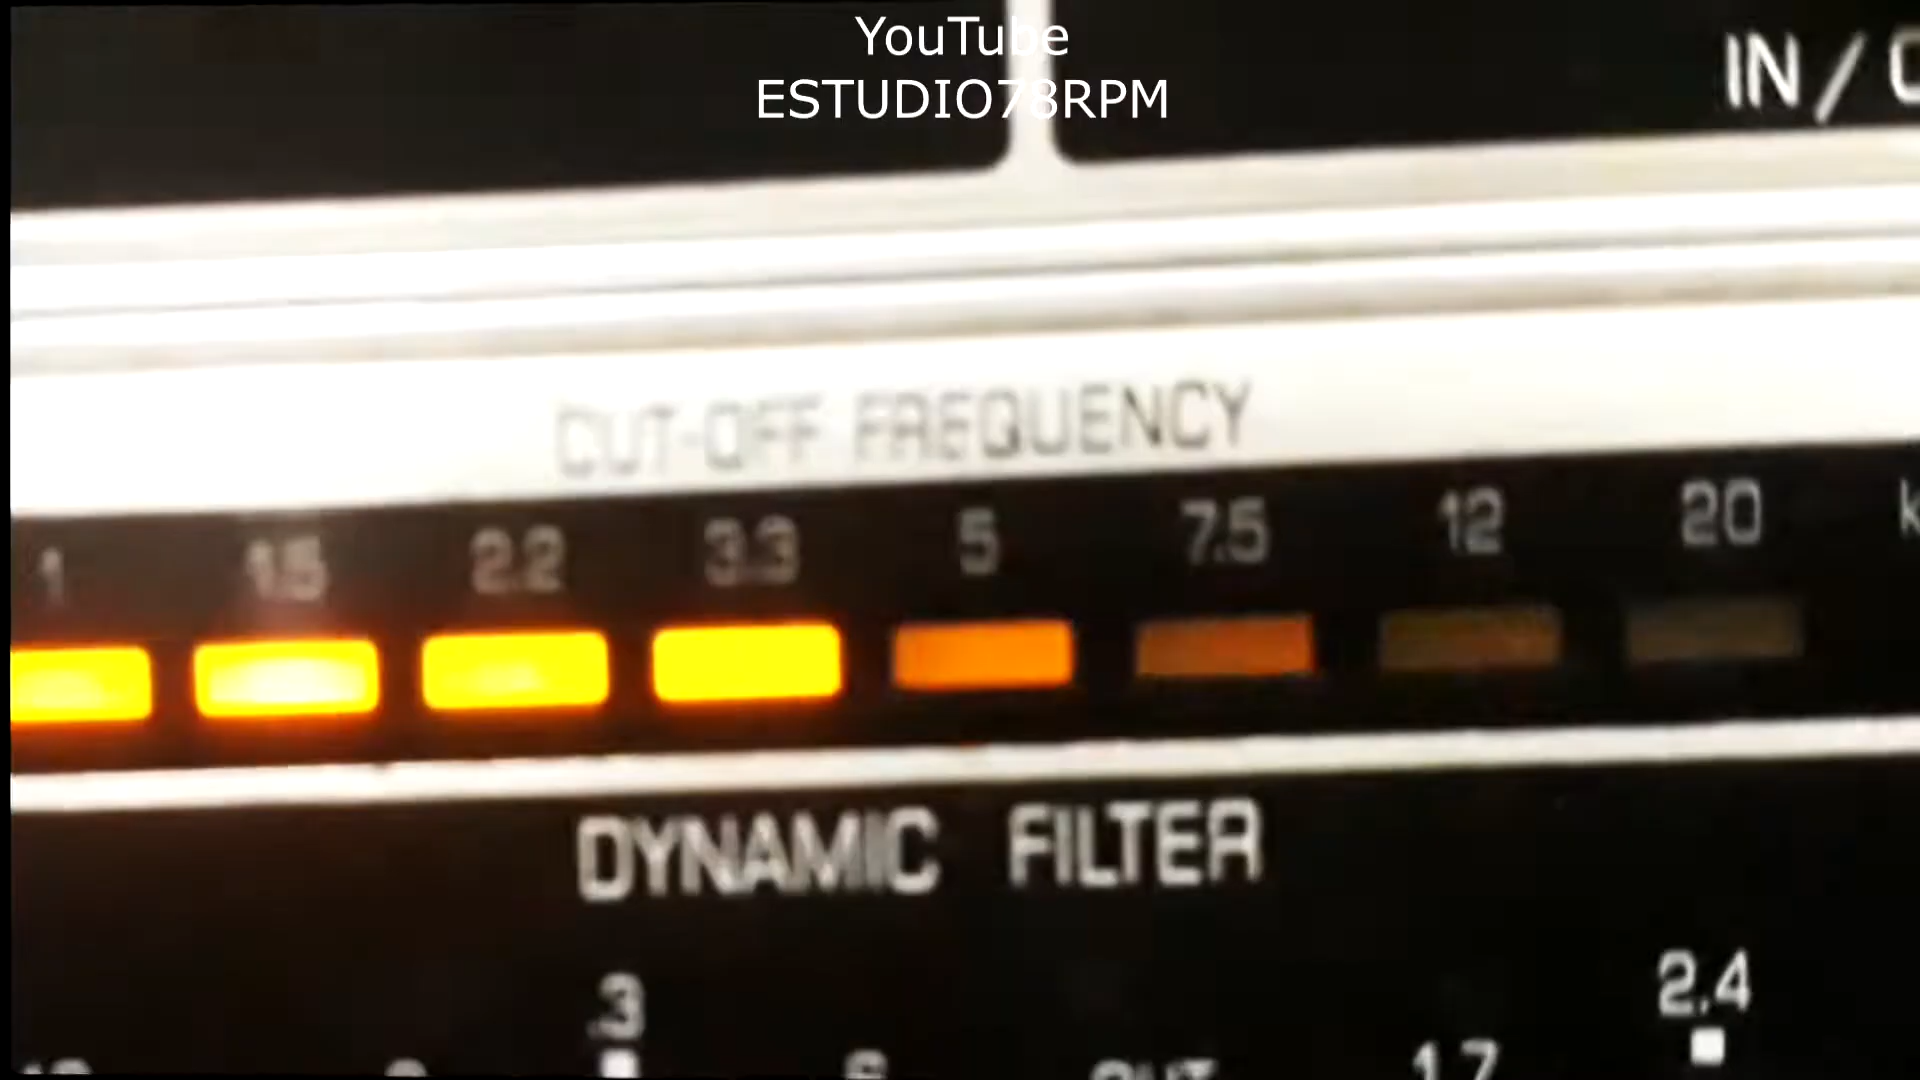 YouTube
ESTUDIO78RPM
IN /
CUT-OFF FREQUENCY
1 1.5 2.2 3.3 5 7.5 12 20 k
DYNAMIC FILTER
.3 2.4
OUT 1.7